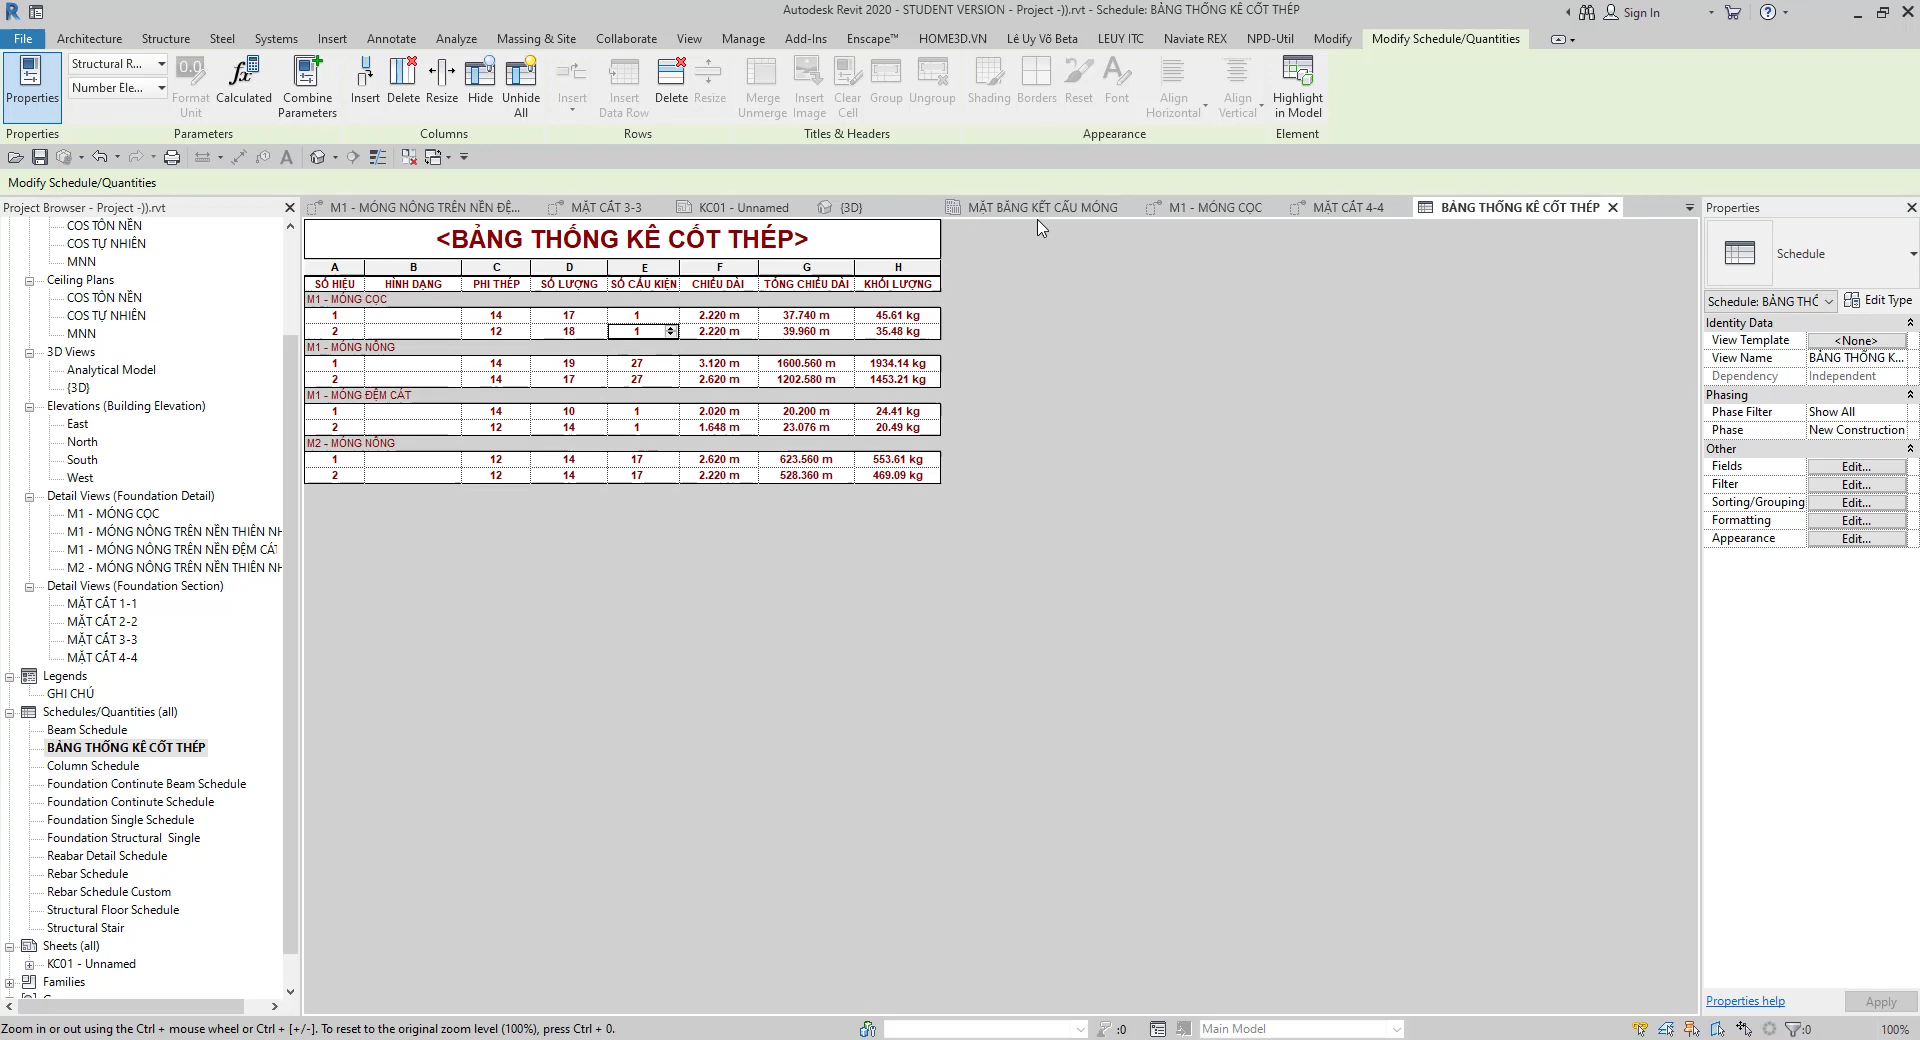 Autodesk Revit 2020 - STUDENT VERSION - Project -)).rvt - Schedule: BẢNG THỐNG KÊ CỐT THÉP
Sign In
File Architecture Structure Steel Systems Insert Annotate Analyze Massing & Site Collaborate View Manage Add-Ins Enscape™ HOME3D.VN Lê Uy Võ Beta LEUY ITC Naviate REX NPD-Util Modify Modify Schedule/Quantities
Structural R...
Number Ele...
Properties
Format Unit
Calculated
Combine Parameters
Insert Delete Resize Hide Unhide All
Insert
Insert Data Row
Delete Resize
Merge Unmerge
Insert Image
Clear Cell
Group Ungroup
Shading Borders Reset Font
Align Horizontal
Align Vertical
Highlight in Model
Properties Parameters Columns Rows Titles & Headers Appearance Element
Modify Schedule/Quantities
Project Browser - Project -)).rvt
COS TÔN NỀN
COS TỰ NHIÊN
MNN
Ceiling Plans
COS TÔN NỀN
COS TỰ NHIÊN
MNN
3D Views
Analytical Model
{3D}
Elevations (Building Elevation)
East
North
South
West
Detail Views (Foundation Detail)
M1 - MÓNG CỌC
M1 - MÓNG NÔNG TRÊN NỀN THIÊN NH
M1 - MÓNG NÔNG TRÊN NỀN ĐỆM CÁT
M2 - MÓNG NÔNG TRÊN NỀN THIÊN NH
Detail Views (Foundation Section)
MẶT CẮT 1-1
MẶT CẮT 2-2
MẶT CẮT 3-3
MẶT CẮT 4-4
Legends
GHI CHÚ
Schedules/Quantities (all)
Beam Schedule
BẢNG THỐNG KÊ CỐT THÉP
Column Schedule
Foundation Continute Beam Schedule
Foundation Continute Schedule
Foundation Single Schedule
Foundation Structural Single
Reabar Detail Schedule
Rebar Schedule
Rebar Schedule Custom
Structural Floor Schedule
Structural Stair
Sheets (all)
KC01 - Unnamed
Families
M1 - MÓNG NÔNG TRÊN NỀN ĐỆ... MẶT CẮT 3-3 KC01 - Unnamed {3D} MẶT BẰNG KẾT CẤU MÓNG M1 - MÓNG CỌC MẶT CẮT 4-4 BẢNG THỐNG KÊ CỐT THÉP
<BẢNG THỐNG KÊ CỐT THÉP>
A B C D E F G H
SỐ HIỆU HÌNH DẠNG PHI THÉP SỐ LƯỢNG SỐ CẤU KIỆN CHIỀU DÀI TỔNG CHIỀU DÀI KHỐI LƯỢNG
M1 - MÓNG CỌC
1 14 17 1 2.220 m 37.740 m 45.61 kg
2 12 18 1 2.220 m 39.960 m 35.48 kg
M1 - MÓNG NÔNG
1 14 19 27 3.120 m 1600.560 m 1934.14 kg
2 14 17 27 2.620 m 1202.580 m 1453.21 kg
M1 - MÓNG ĐỆM CÁT
1 14 10 1 2.020 m 20.200 m 24.41 kg
2 12 14 1 1.648 m 23.076 m 20.49 kg
M2 - MÓNG NÔNG
1 12 14 17 2.620 m 623.560 m 553.61 kg
2 12 14 17 2.220 m 528.360 m 469.09 kg
Properties
Schedule
Schedule: BẢNG THỐ
Edit Type
Identity Data
View Template <None>
View Name BẢNG THỐNG K...
Dependency Independent
Phasing
Phase Filter Show All
Phase New Construction
Other
Fields Edit...
Filter Edit...
Sorting/Grouping Edit...
Formatting Edit...
Appearance Edit...
Properties help
Apply
Zoom in or out using the Ctrl + mouse wheel or Ctrl + [+/-]. To reset to the original zoom level (100%), press Ctrl + 0.
:0
Main Model
:0
100%